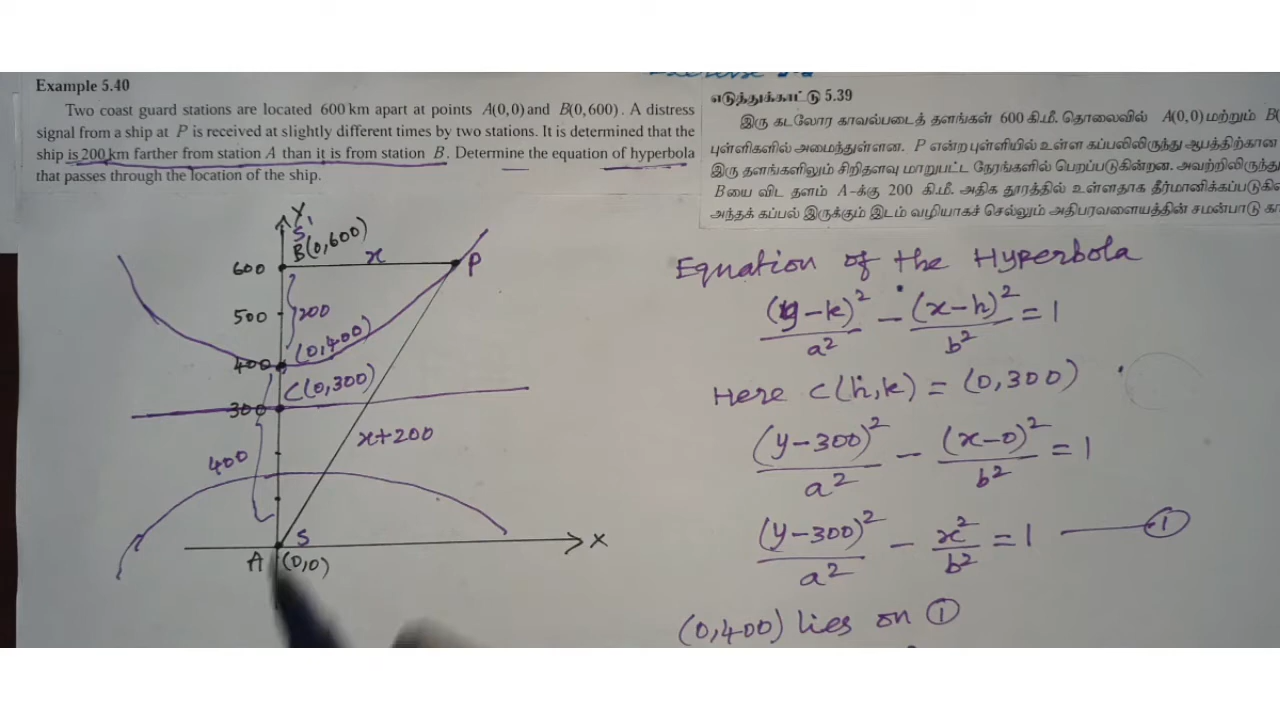 Example 5.40
Two coast guard stations are located 600 km apart at points A(0,0) and B(0,600). A distress
signal from a ship at P is received at slightly different times by two stations. It is determined that the
ship is 200 km farther from station A than it is from station B. Determine the equation of hyperbola
that passes through the location of the ship.
எடுத்துக்காட்டு 5.39
இரு கடலோர காவல்படைத் தளங்கள் 600 கி.மீ. தொலைவில் A(0,0) மற்றும் B(0
புள்ளிகளில் அமைந்துள்ளன. P என்ற புள்ளியில் உள்ள கப்பலிலிருந்து ஆபத்திற்கான
இரு தளங்களிலும் சிறிதளவு மாறுபட்ட நேரங்களில் பெறப்படுகின்றன. அவற்றிலிருந்து
B யை விட தளம் A-க்கு 200 கி.மீ. அதிக தூரத்தில் உள்ளதாக தீர்மானிக்கப்படுகி
அந்தக் கப்பல் இருக்கும் இடம் வழியாகச் செல்லும் அதிபரவளையத்தின் சமன்பாடு கா
Y
S₁
B(0,600)
600
x
P
500
200
(0,400)
400
C(0,300)
300
x+200
400
S
X
A (0,0)
Equation of the Hyperbola
(y-k)²/a² - (x-h)²/b² = 1
Here C(h,k) = (0,300)
(y-300)²/a² - (x-0)²/b² = 1
(y-300)²/a² - x²/b² = 1 — ①
(0,400) lies on ①